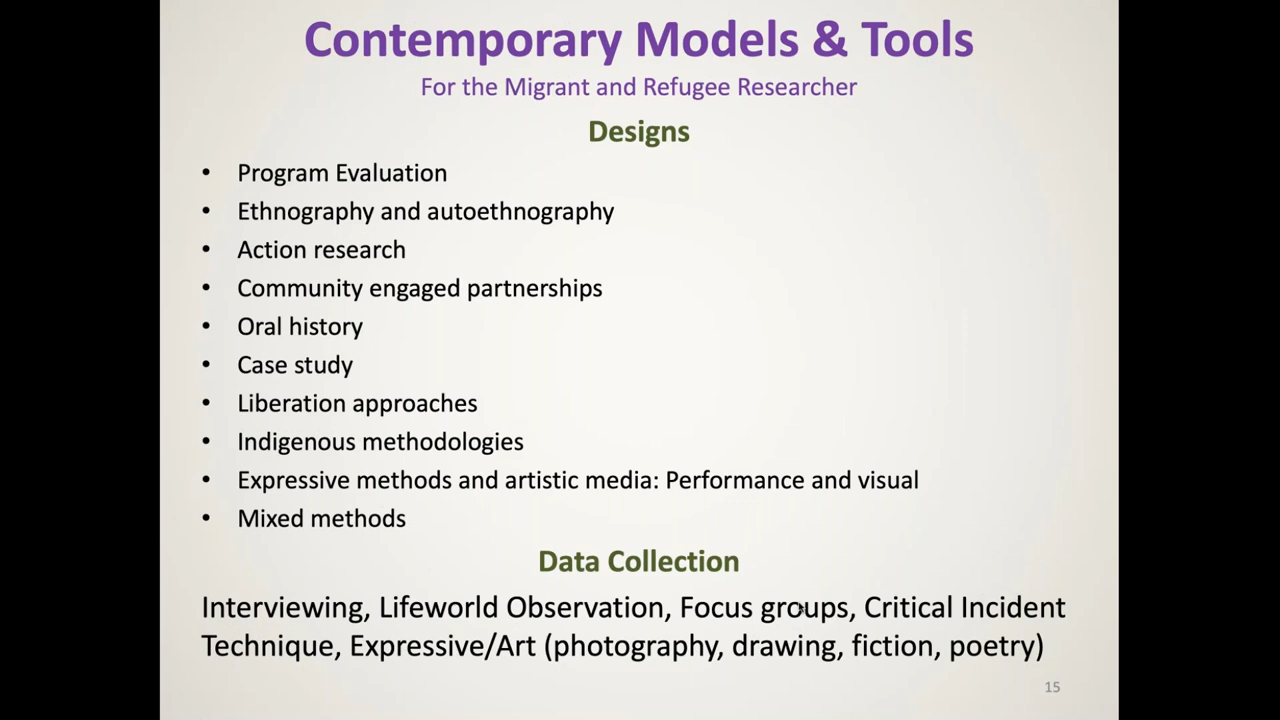 Contemporary Models & Tools
For the Migrant and Refugee Researcher
Designs
• Program Evaluation
• Ethnography and autoethnography
• Action research
• Community engaged partnerships
• Oral history
• Case study
• Liberation approaches
• Indigenous methodologies
• Expressive methods and artistic media: Performance and visual
• Mixed methods
Data Collection
Interviewing, Lifeworld Observation, Focus groups, Critical Incident
Technique, Expressive/Art (photography, drawing, fiction, poetry)
15